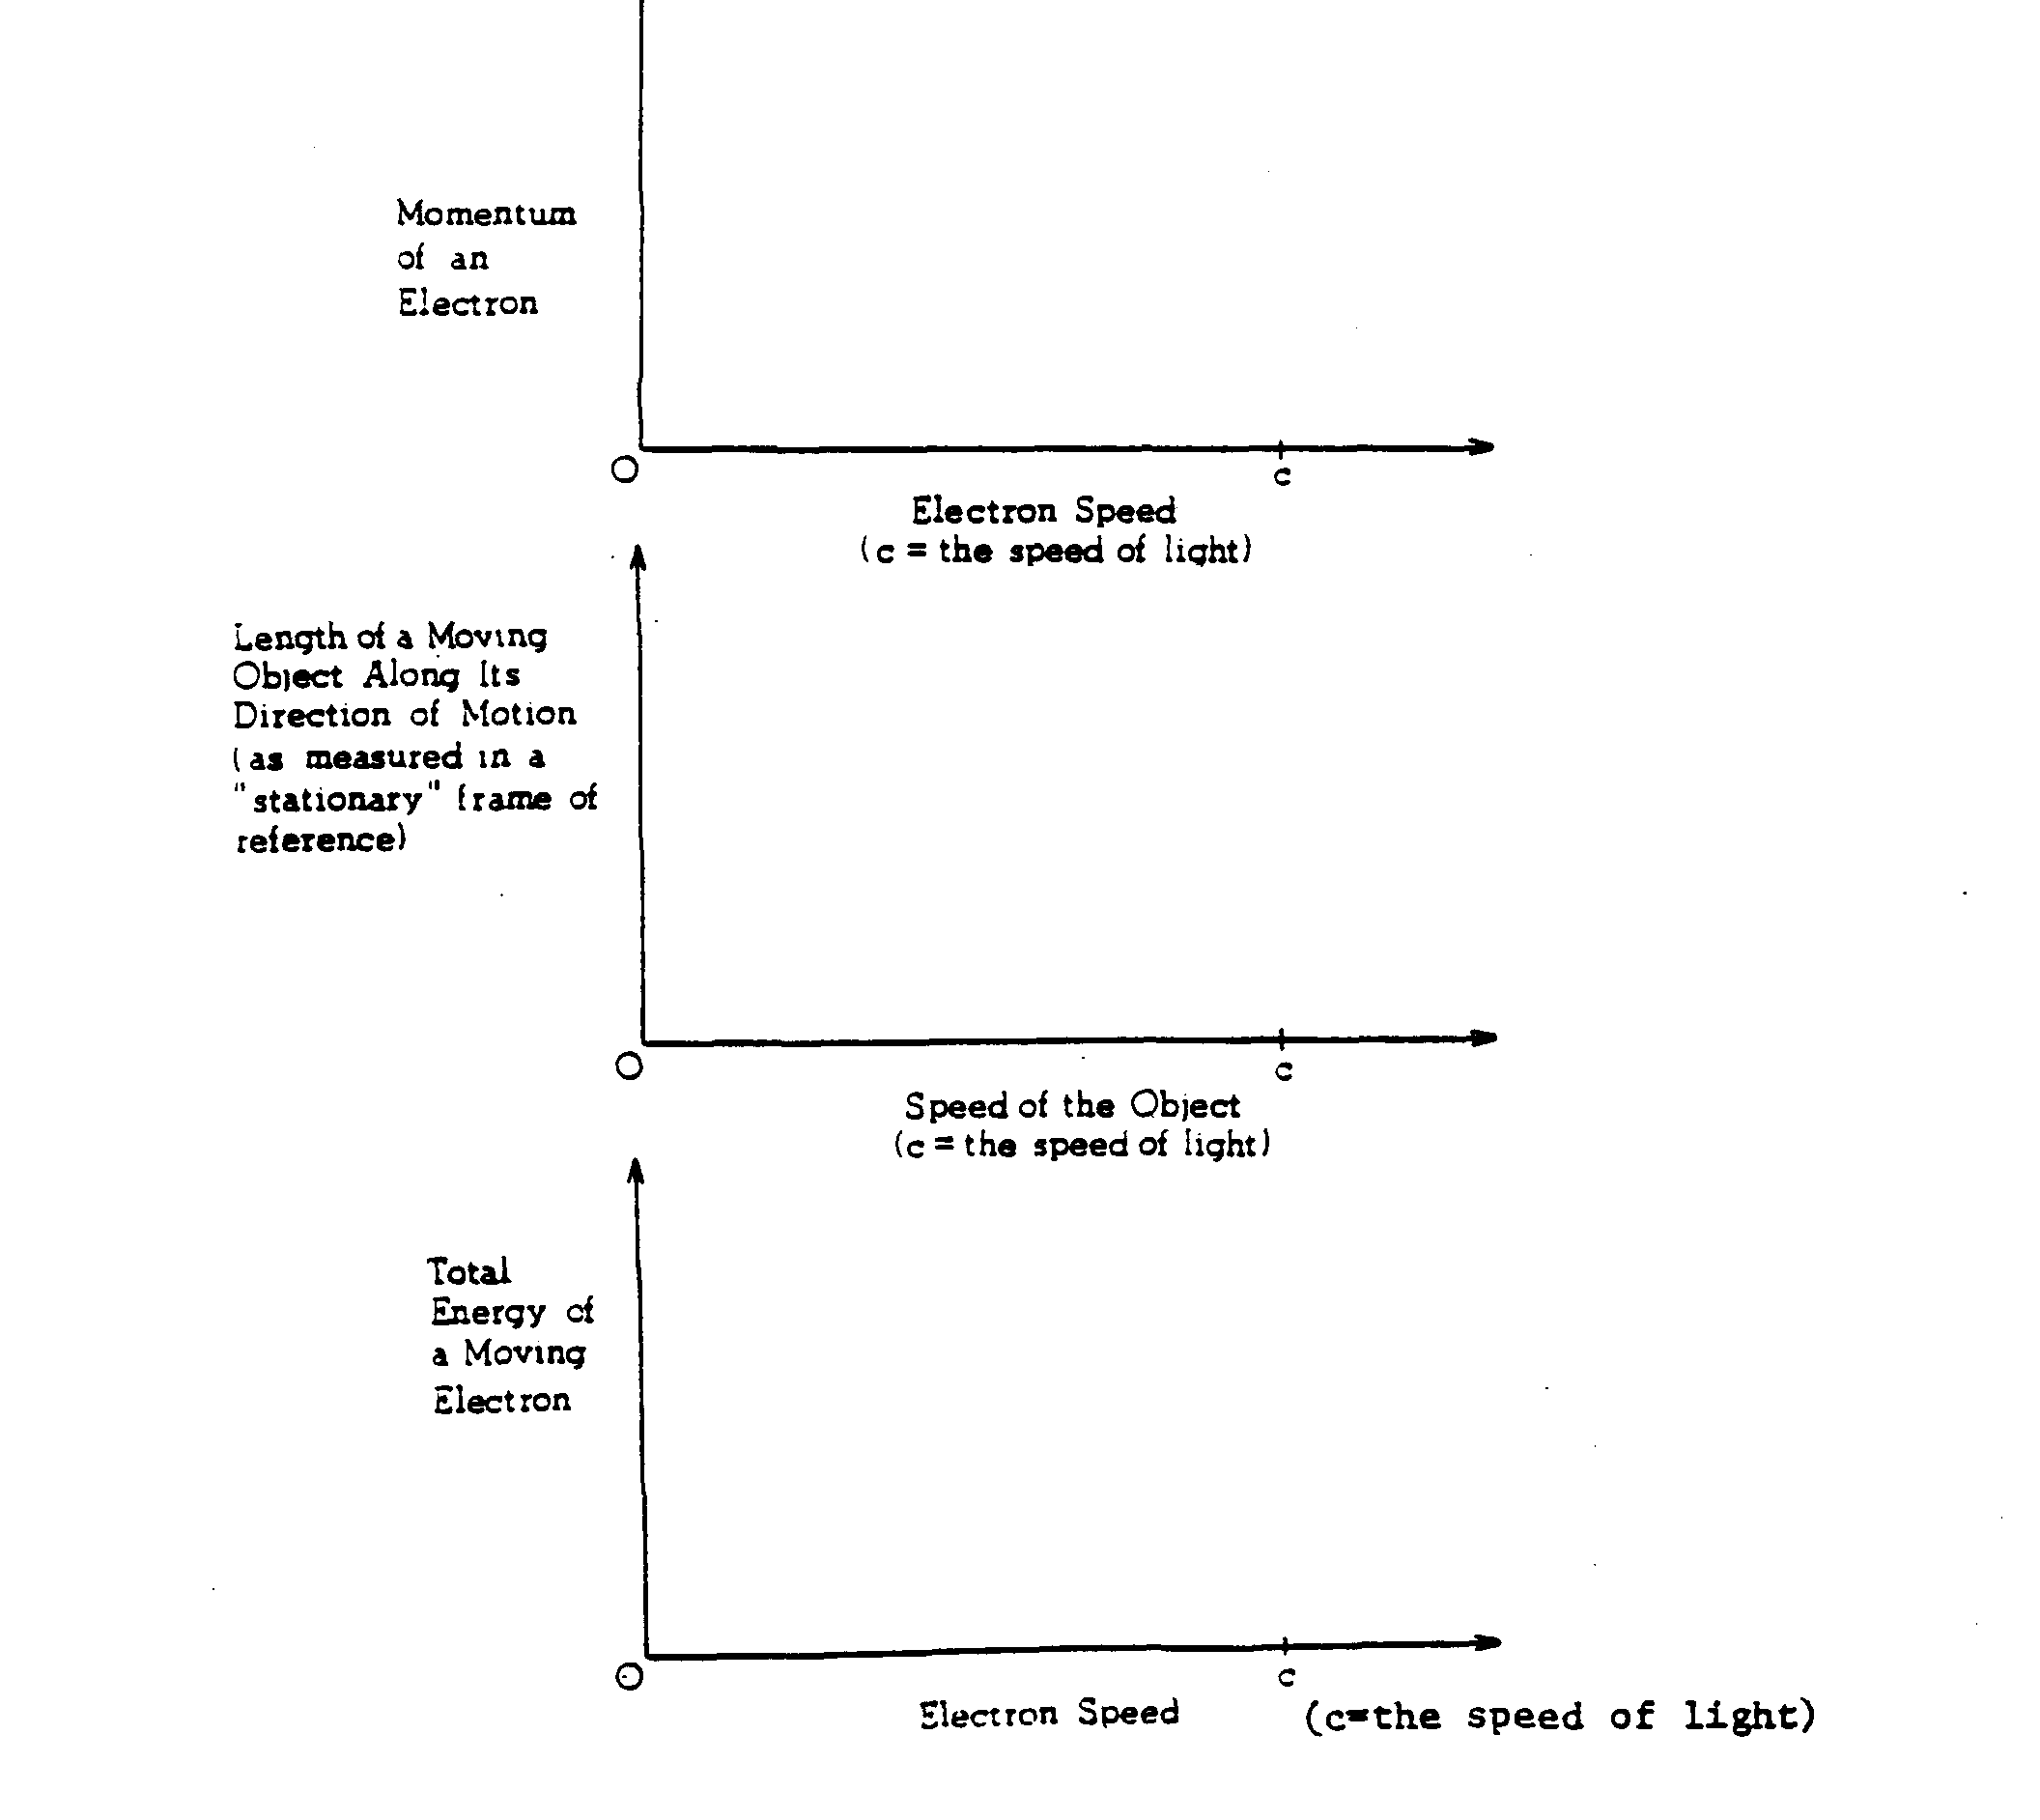 Momentum
of an
Electron
O
c
Electron Speed
(c = the speed of light)
Length of a Moving
Object Along Its
Direction of Motion
(as measured in a
"stationary" frame of
reference)
O
c
Speed of the Object
(c = the speed of light)
Total
Energy of
a Moving
Electron
O
c
Electron Speed (c=the speed of light)